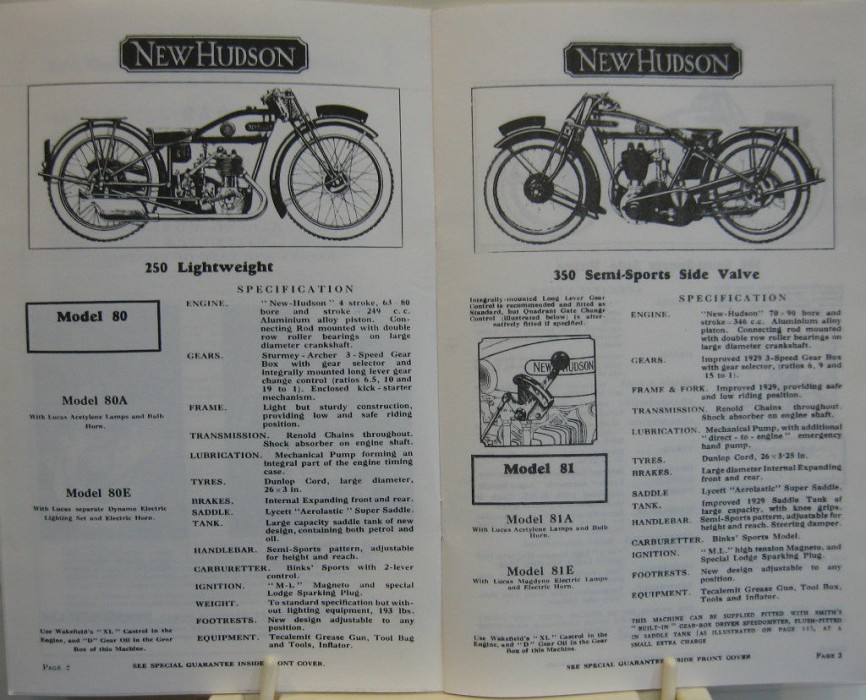 NEW HUDSON
250 Lightweight
SPECIFICATION
Model 80
Model 80A
With Lucas Acetylene Lamps and Bulb
Horn.
Model 80E
With Lucas separate Dynamo Electric
Lighting Set and Electric Horn.
Use Wakefield's "XL" Castrol in the
Engine, and "D" Gear Oil in the Gear
Box of this Machine.
ENGINE. "New-Hudson" 4 stroke, 63-80
bore and stroke - 249 c.c.
Aluminium alloy piston. Con-
necting Rod mounted with double
row roller bearings on large
diameter crankshaft.
GEARS. Sturmey-Archer 3-Speed Gear
Box with gear selector and
integrally mounted long lever gear
change control (ratios 6.5, 10 and
19 to 1). Enclosed kick-starter
mechanism.
FRAME. Light but sturdy construction,
providing low and safe riding
position.
TRANSMISSION. Renold Chains throughout.
Shock absorber on engine shaft.
LUBRICATION. Mechanical Pump forming an
integral part of the engine timing
case.
TYRES. Dunlop Cord, large diameter,
26 × 3 in.
BRAKES. Internal Expanding front and rear.
SADDLE. Lycett "Aerolastic" Super Saddle.
TANK. Large capacity saddle tank of new
design, containing both petrol and
oil.
HANDLEBAR. Semi-Sports pattern, adjustable
for height and reach.
CARBURETTER. Binks' Sports with 2-lever
control.
IGNITION. "M-L" Magneto and special
Lodge Sparking Plug.
WEIGHT. To standard specification but with-
out lighting equipment, 193 lbs.
FOOTRESTS. New design adjustable to any
position.
EQUIPMENT. Tecalemit Grease Gun, Tool Bag
and Tools, Inflator.
PAGE 2
SEE SPECIAL GUARANTEE INSIDE FRONT COVER.
NEW HUDSON
350 Semi-Sports Side Valve
SPECIFICATION
Integrally-mounted Long Lever Gear
Control is recommended and fitted as
Standard, but Quadrant Gate Change
Control (illustrated below) is alter-
natively fitted if specified.
NEW HUDSON
Model 81
Model 81A
With Lucas Acetylene Lamps and Bulb
Horn.
Model 81E
With Lucas Magdyno Electric Lamps
and Electric Horn.
Use Wakefield's "XL" Castrol in the
Engine, and "D" Gear Oil in the Gear
Box of this Machine.
ENGINE. "New-Hudson" 70-90 bore and
stroke - 346 c.c. Aluminium alloy
piston. Connecting rod mounted
with double row roller bearings on
large diameter crankshaft.
GEARS. Improved 1929 3-Speed Gear Box
with gear selector, (ratios 6, 9 and
15 to 1).
FRAME & FORK. Improved 1929, providing safe
and low riding position.
TRANSMISSION. Renold Chains throughout.
Shock absorber on engine shaft.
LUBRICATION. Mechanical Pump, with additional
"direct-to-engine" emergency
hand pump.
TYRES. Dunlop Cord, 26 × 3·25 in.
BRAKES. Large diameter Internal Expanding
front and rear.
SADDLE Lycett "Aerolastic" Super Saddle.
TANK. Improved 1929 Saddle Tank of
large capacity, with knee grips.
HANDLEBAR. Semi-Sports pattern, adjustable for
height and reach. Steering damper.
CARBURETTER. Binks' Sports Model.
IGNITION. "M.L." high tension Magneto, and
Special Lodge Sparking Plug.
FOOTRESTS. New design adjustable to any
position.
EQUIPMENT. Tecalemit Grease Gun, Tool Box,
Tools and Inflator.
THIS MACHINE CAN BE SUPPLIED FITTED WITH SMITH'S
"BUILT-IN" GEAR-BOX DRIVEN SPEEDOMETER, FLUSH-FITTED
IN SADDLE TANK (AS ILLUSTRATED ON PAGE 11), AT A
SMALL EXTRA CHARGE
SEE SPECIAL GUARANTEE INSIDE FRONT COVER
PAGE 3